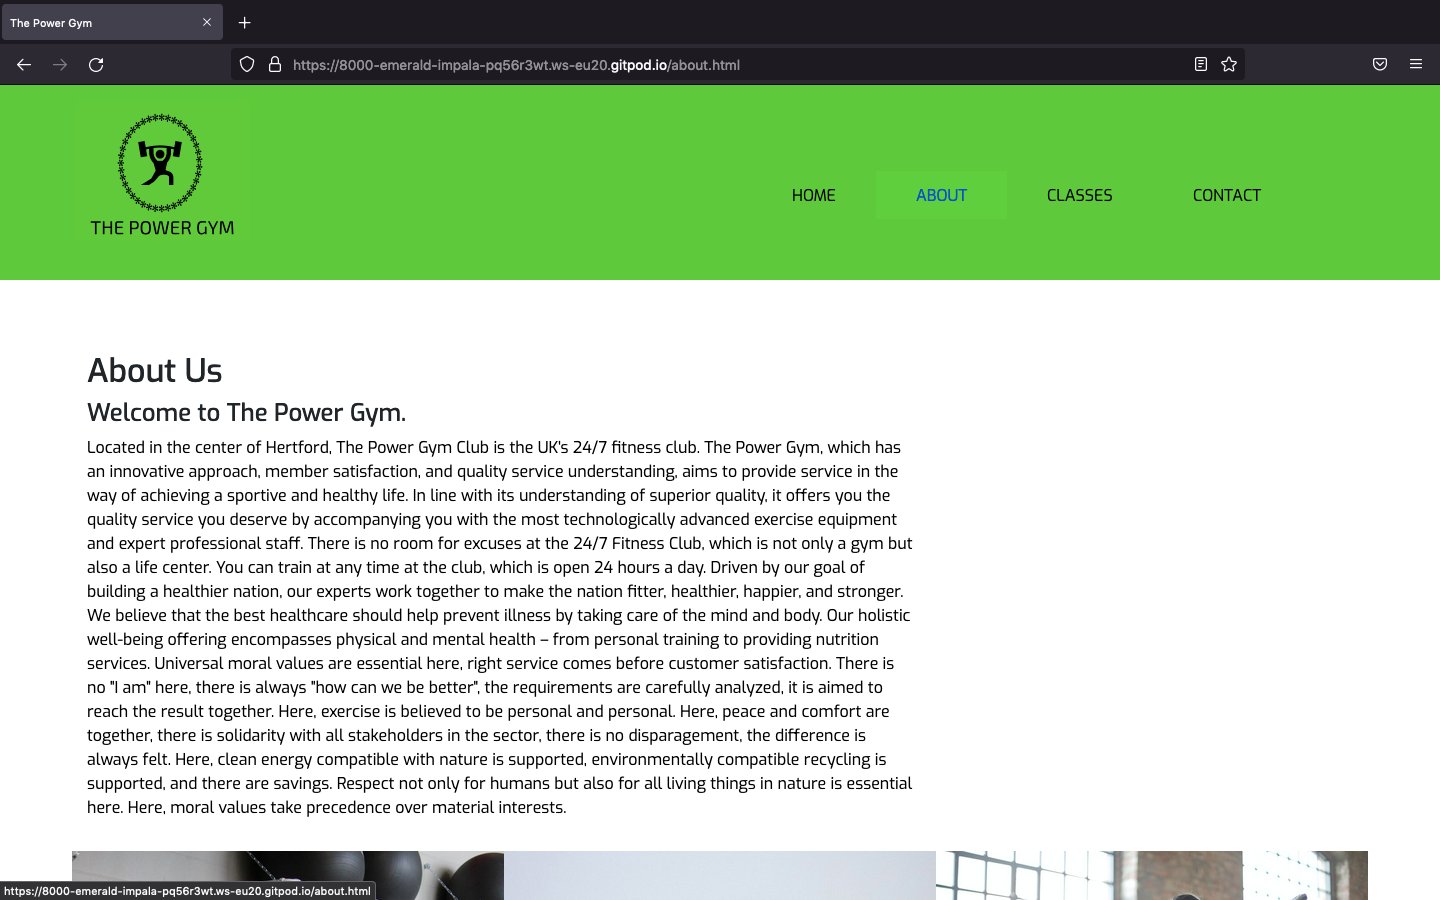 The Power Gym
https://8000-emerald-impala-pq56r3wt.ws-eu20.gitpod.io/about.html
THE POWER GYM
HOME
ABOUT
CLASSES
CONTACT
About Us
Welcome to The Power Gym.
Located in the center of Hertford, The Power Gym Club is the UK's 24/7 fitness club. The Power Gym, which has
an innovative approach, member satisfaction, and quality service understanding, aims to provide service in the
way of achieving a sportive and healthy life. In line with its understanding of superior quality, it offers you the
quality service you deserve by accompanying you with the most technologically advanced exercise equipment
and expert professional staff. There is no room for excuses at the 24/7 Fitness Club, which is not only a gym but
also a life center. You can train at any time at the club, which is open 24 hours a day. Driven by our goal of
building a healthier nation, our experts work together to make the nation fitter, healthier, happier, and stronger.
We believe that the best healthcare should help prevent illness by taking care of the mind and body. Our holistic
well-being offering encompasses physical and mental health – from personal training to providing nutrition
services. Universal moral values are essential here, right service comes before customer satisfaction. There is
no "I am" here, there is always "how can we be better", the requirements are carefully analyzed, it is aimed to
reach the result together. Here, exercise is believed to be personal and personal. Here, peace and comfort are
together, there is solidarity with all stakeholders in the sector, there is no disparagement, the difference is
always felt. Here, clean energy compatible with nature is supported, environmentally compatible recycling is
supported, and there are savings. Respect not only for humans but also for all living things in nature is essential
here. Here, moral values take precedence over material interests.
https://8000-emerald-impala-pq56r3wt.ws-eu20.gitpod.io/about.html